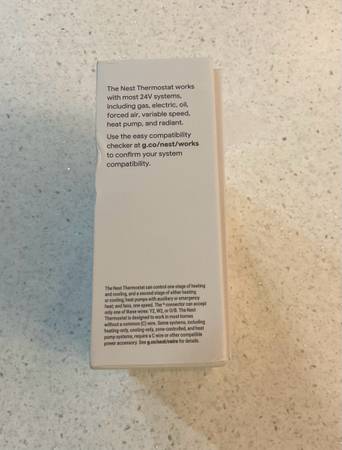 The Nest Thermostat works
with most 24V systems,
including gas, electric, oil,
forced air, variable speed,
heat pump, and radiant.
Use the easy compatibility
checker at g.co/nest/works
to confirm your system
compatibility.
The Nest Thermostat can control one stage of heating
and cooling, and a second stage of either heating
or cooling; heat pumps with auxiliary or emergency
heat; and fans, one speed. The * connector can accept
only one of these wires: Y2, W2, or O/B. The Nest
Thermostat is designed to work in most homes
without a common (C) wire. Some systems, including
heating-only, cooling-only, zone-controlled, and heat
pump systems, require a C wire or other compatible
power accessory. See g.co/nest/cwire for details.